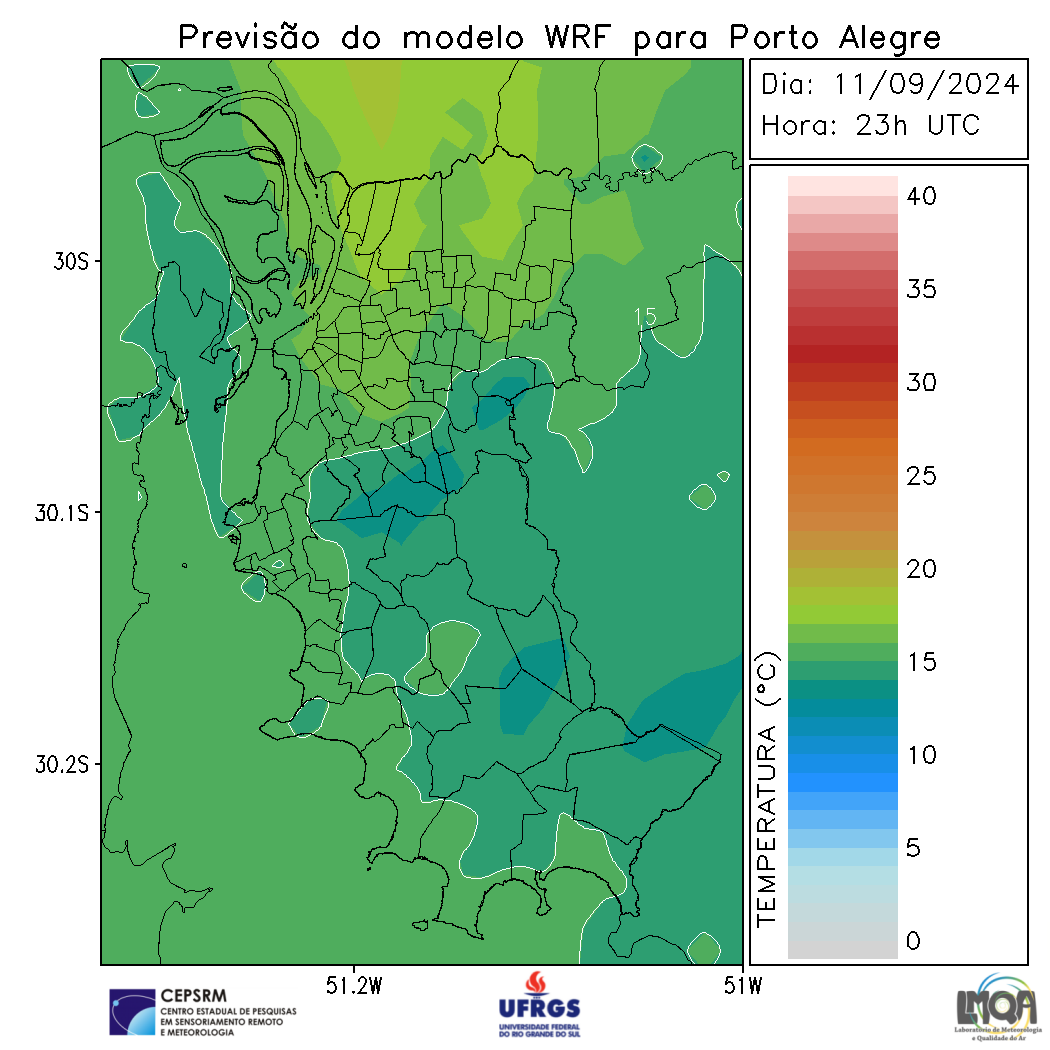 Previsão do modelo WRF para Porto Alegre
Dia: 11/09/2024
Hora: 23h UTC
40
35
30
25
20
15
10
5
0
TEMPERATURA (°C)
30S
30.1S
30.2S
15
51.2W
51W
CEPSRM
CENTRO ESTADUAL DE PESQUISAS
EM SENSORIAMENTO REMOTO
E METEOROLOGIA
UFRGS
UNIVERSIDADE FEDERAL
DO RIO GRANDE DO SUL
LMQA
Laboratório de Meteorologia
e Qualidade do Ar